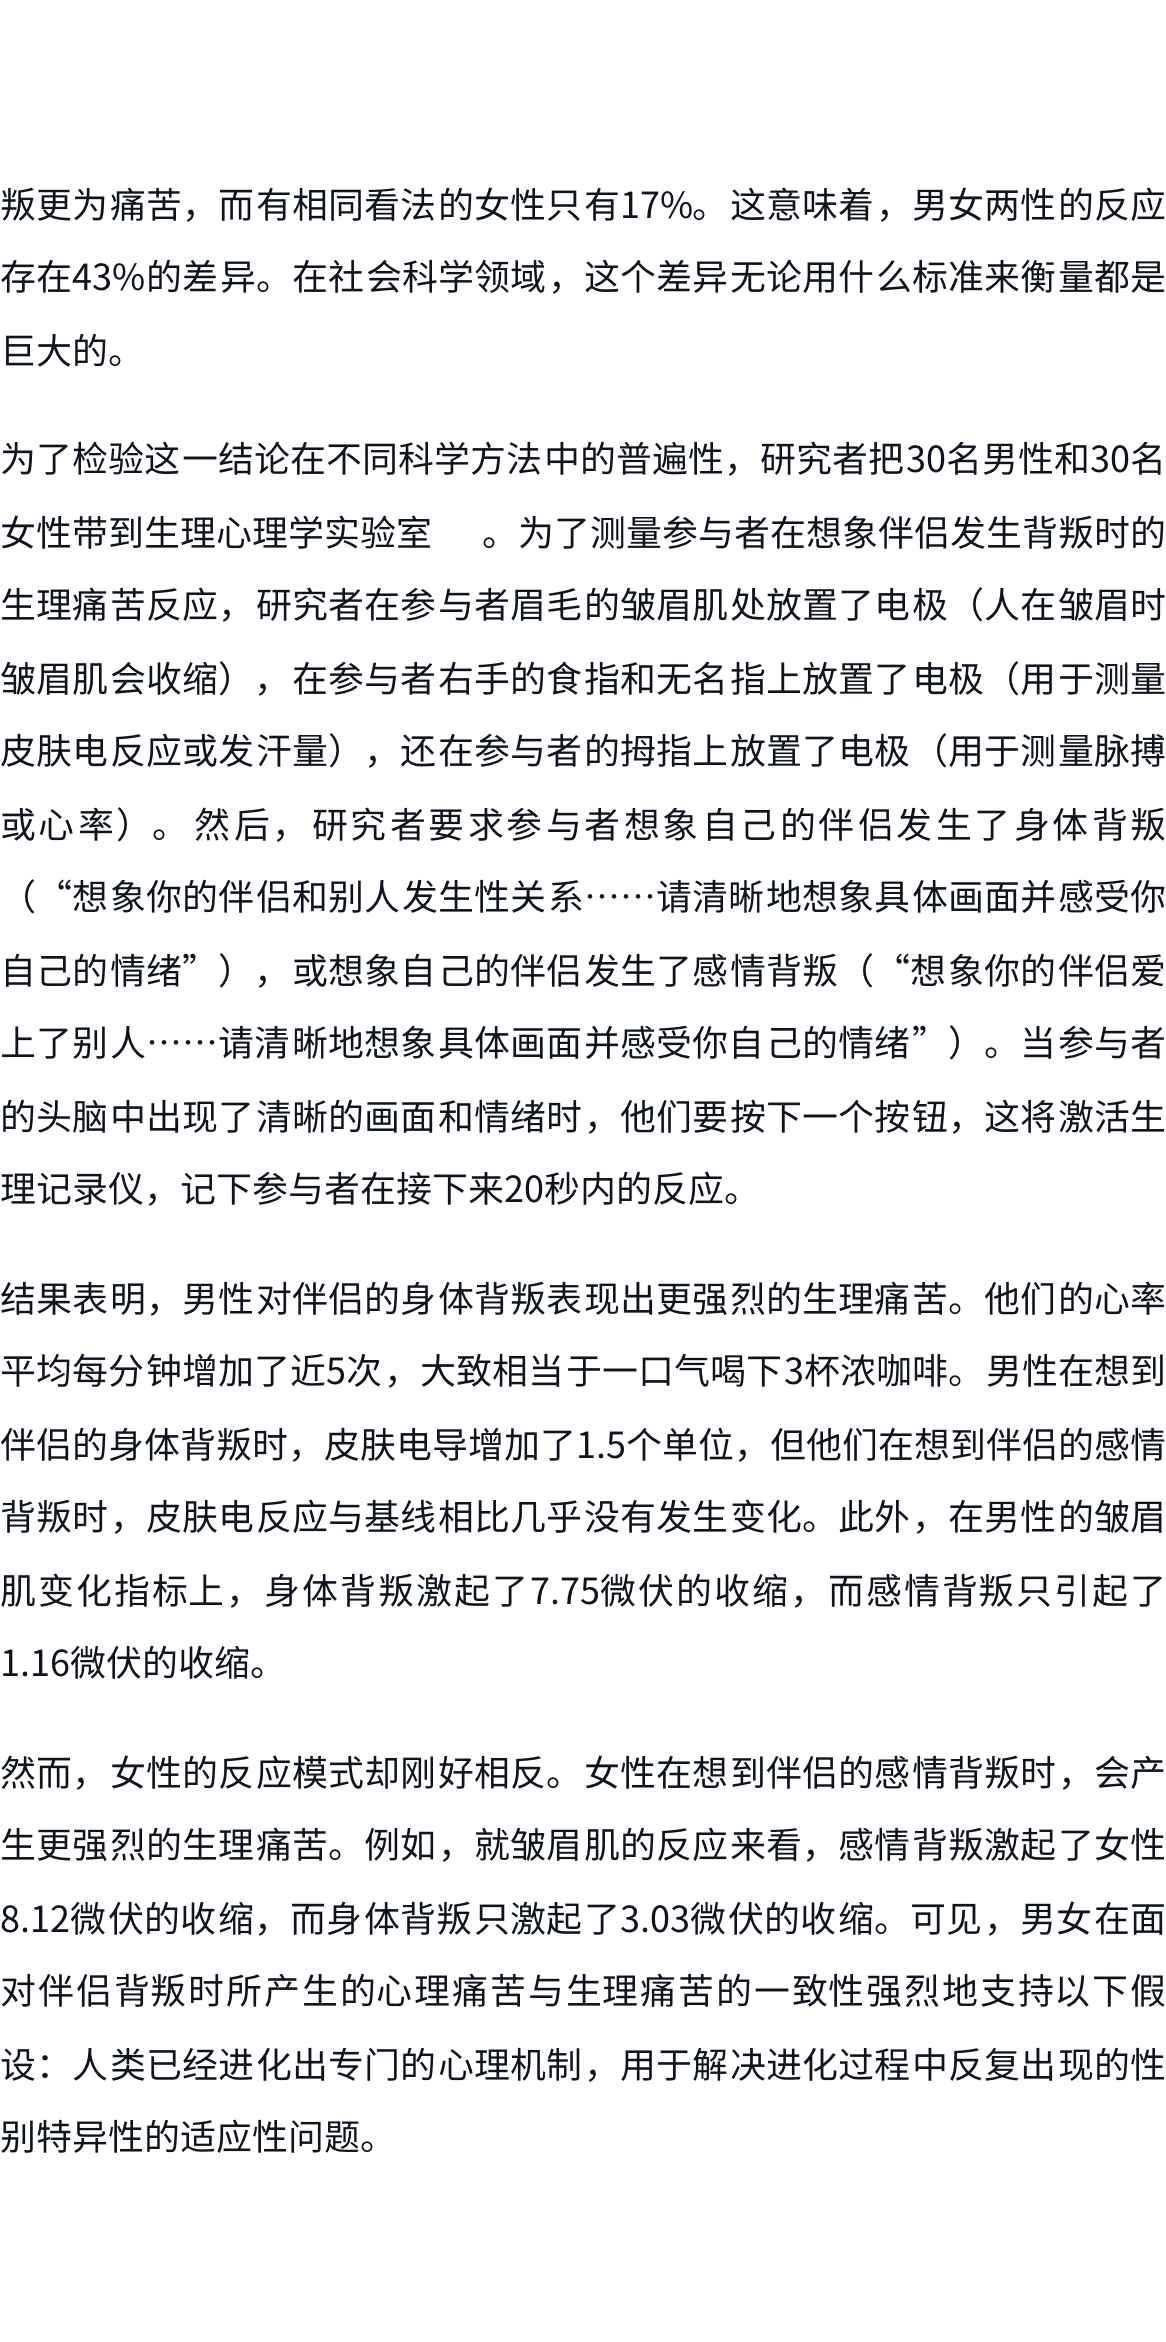 叛更为痛苦，而有相同看法的女性只有17%。这意味着，男女两性的反应
存在43%的差异。在社会科学领域，这个差异无论用什么标准来衡量都是
巨大的。
为了检验这一结论在不同科学方法中的普遍性，研究者把30名男性和30名
女性带到生理心理学实验室 。为了测量参与者在想象伴侣发生背叛时的
生理痛苦反应，研究者在参与者眉毛的皱眉肌处放置了电极（人在皱眉时
皱眉肌会收缩），在参与者右手的食指和无名指上放置了电极（用于测量
皮肤电反应或发汗量），还在参与者的拇指上放置了电极（用于测量脉搏
或心率）。然后，研究者要求参与者想象自己的伴侣发生了身体背叛
（“想象你的伴侣和别人发生性关系……请清晰地想象具体画面并感受你
自己的情绪”），或想象自己的伴侣发生了感情背叛（“想象你的伴侣爱
上了别人……请清晰地想象具体画面并感受你自己的情绪”）。当参与者
的头脑中出现了清晰的画面和情绪时，他们要按下一个按钮，这将激活生
理记录仪，记下参与者在接下来20秒内的反应。
结果表明，男性对伴侣的身体背叛表现出更强烈的生理痛苦。他们的心率
平均每分钟增加了近5次，大致相当于一口气喝下3杯浓咖啡。男性在想到
伴侣的身体背叛时，皮肤电导增加了1.5个单位，但他们在想到伴侣的感情
背叛时，皮肤电反应与基线相比几乎没有发生变化。此外，在男性的皱眉
肌变化指标上，身体背叛激起了7.75微伏的收缩，而感情背叛只引起了
1.16微伏的收缩。
然而，女性的反应模式却刚好相反。女性在想到伴侣的感情背叛时，会产
生更强烈的生理痛苦。例如，就皱眉肌的反应来看，感情背叛激起了女性
8.12微伏的收缩，而身体背叛只激起了3.03微伏的收缩。可见，男女在面
对伴侣背叛时所产生的心理痛苦与生理痛苦的一致性强烈地支持以下假
设：人类已经进化出专门的心理机制，用于解决进化过程中反复出现的性
别特异性的适应性问题。